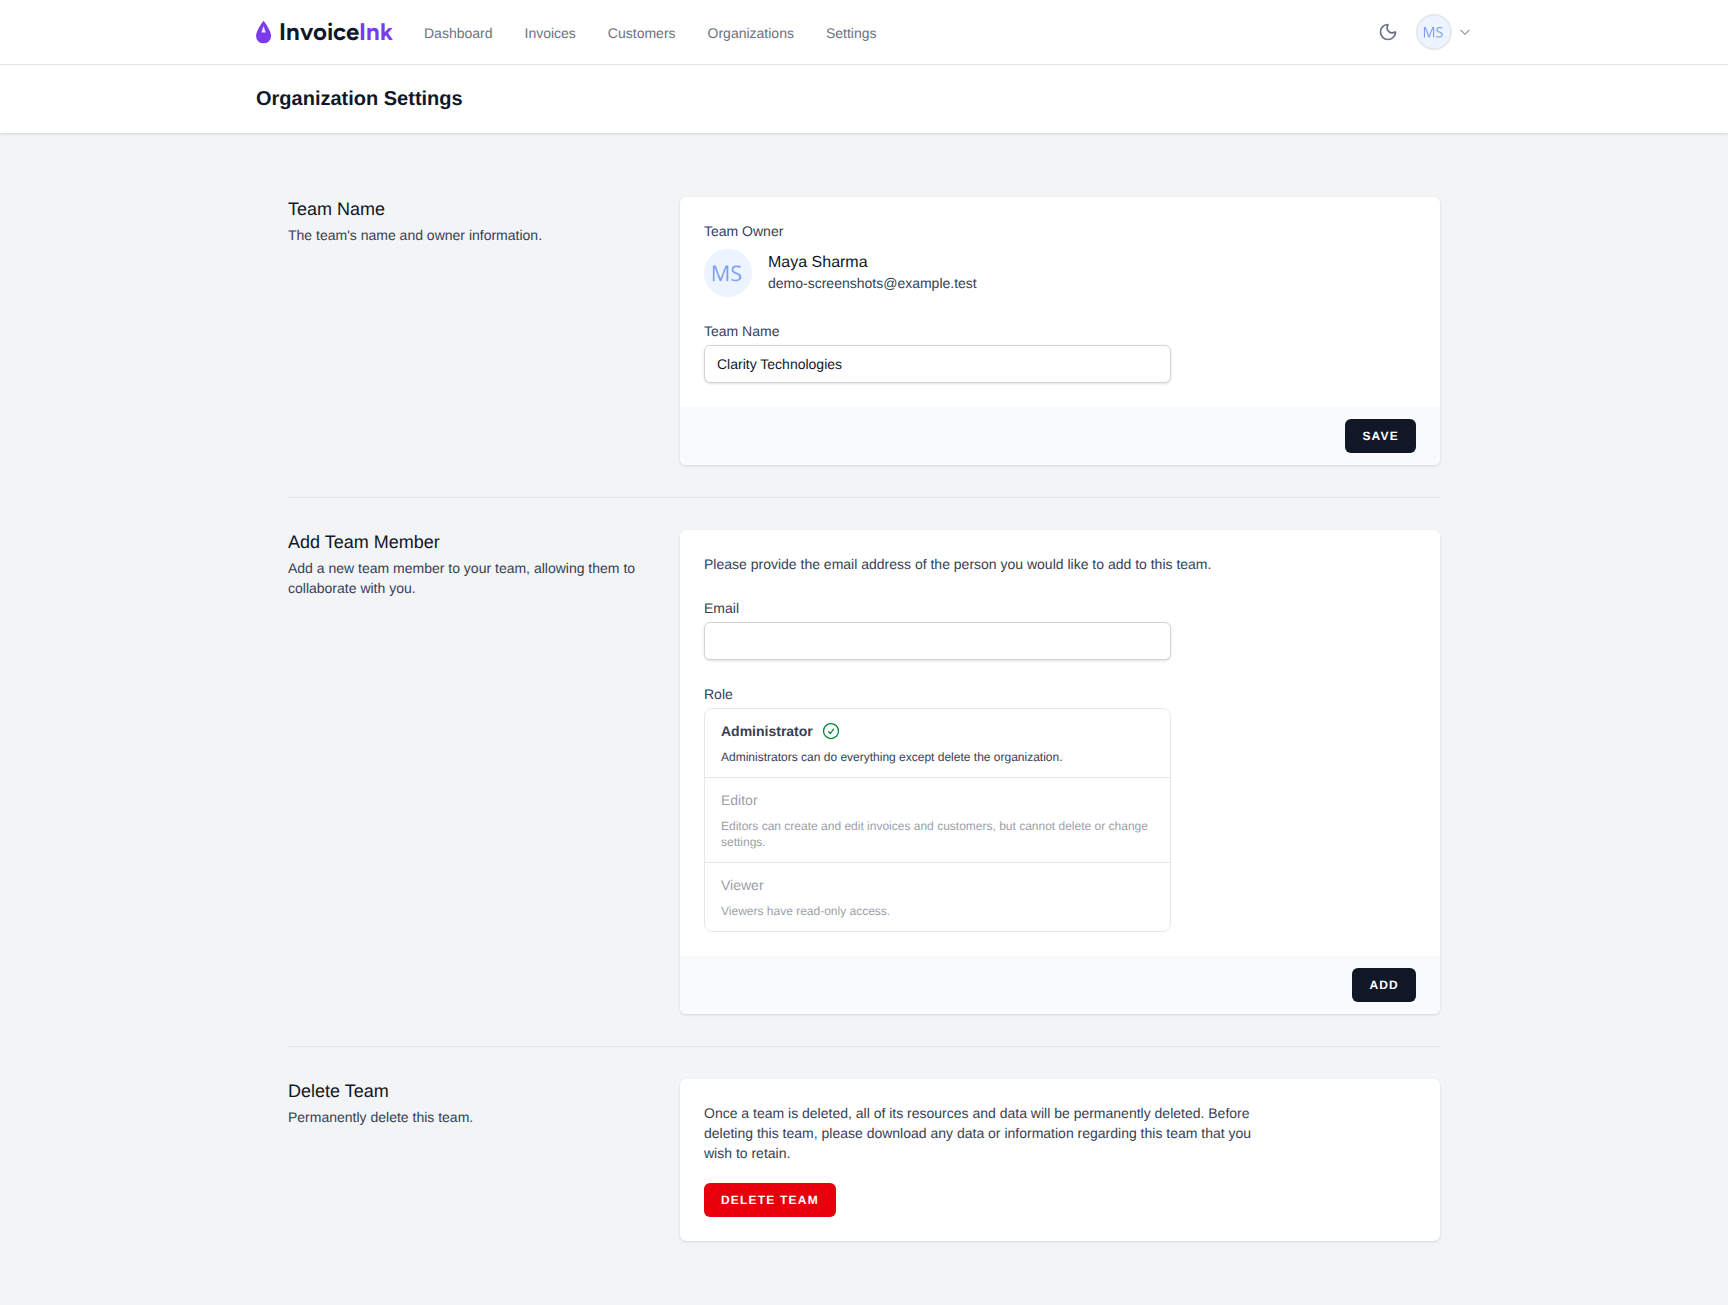 InvoiceInk
Dashboard
Invoices
Customers
Organizations
Settings
MS
Organization Settings
Team Name
The team's name and owner information.
Team Owner
MS
Maya Sharma
demo-screenshots@example.test
Team Name
Clarity Technologies
SAVE
Add Team Member
Add a new team member to your team, allowing them to
collaborate with you.
Please provide the email address of the person you would like to add to this team.
Email
Role
Administrator
Administrators can do everything except delete the organization.
Editor
Editors can create and edit invoices and customers, but cannot delete or change
settings.
Viewer
Viewers have read-only access.
ADD
Delete Team
Permanently delete this team.
Once a team is deleted, all of its resources and data will be permanently deleted. Before
deleting this team, please download any data or information regarding this team that you
wish to retain.
DELETE TEAM